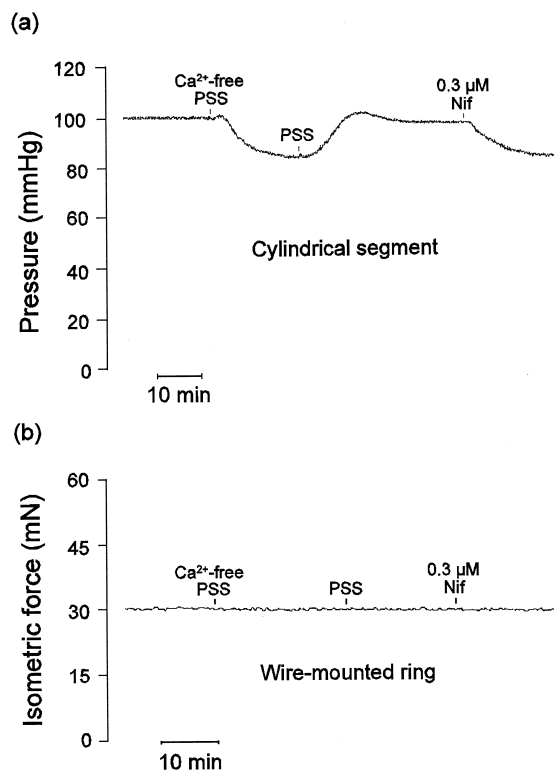 (a)
120
100
80
60
40
20
0
Pressure (mmHg)
Ca²⁺-free
PSS
PSS
0.3 µM
Nif
Cylindrical segment
10 min
(b)
60
45
30
15
0
Isometric force (mN)
Ca²⁺-free
PSS
PSS
0.3 µM
Nif
Wire-mounted ring
10 min